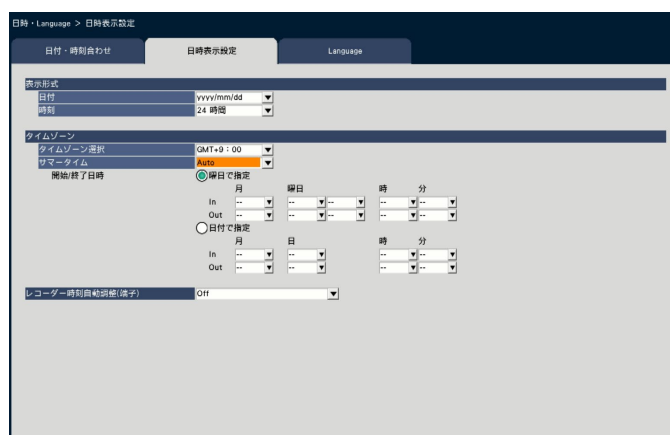 日時・Language > 日時表示設定
日付・時刻合わせ 日時表示設定 Language
表示形式
日付 yyyy/mm/dd
時刻 24 時間
タイムゾーン
タイムゾーン選択 GMT+9：00
サマータイム Auto
開始/終了日時 曜日で指定
月 曜日 時 分
In -- -- -- -- --
Out -- -- -- -- --
日付で指定
月 日 時 分
In -- -- -- --
Out -- -- -- --
レコーダー時刻自動調整(端子) Off